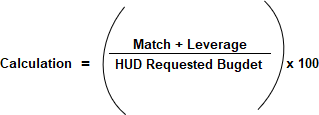 Match + Leverage
Calculation = HUD Requested Bugdet x 100